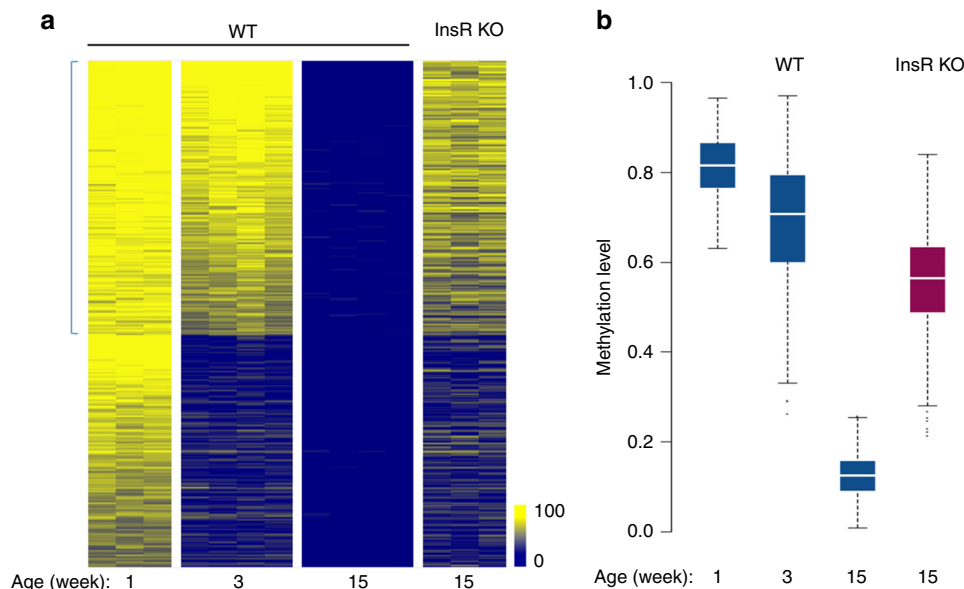 a
WT
InsR KO
100
0
Age (week): 1 3 15 15
b
WT
InsR KO
Methylation level
1.0
0.8
0.6
0.4
0.2
0.0
Age (week): 1 3 15 15